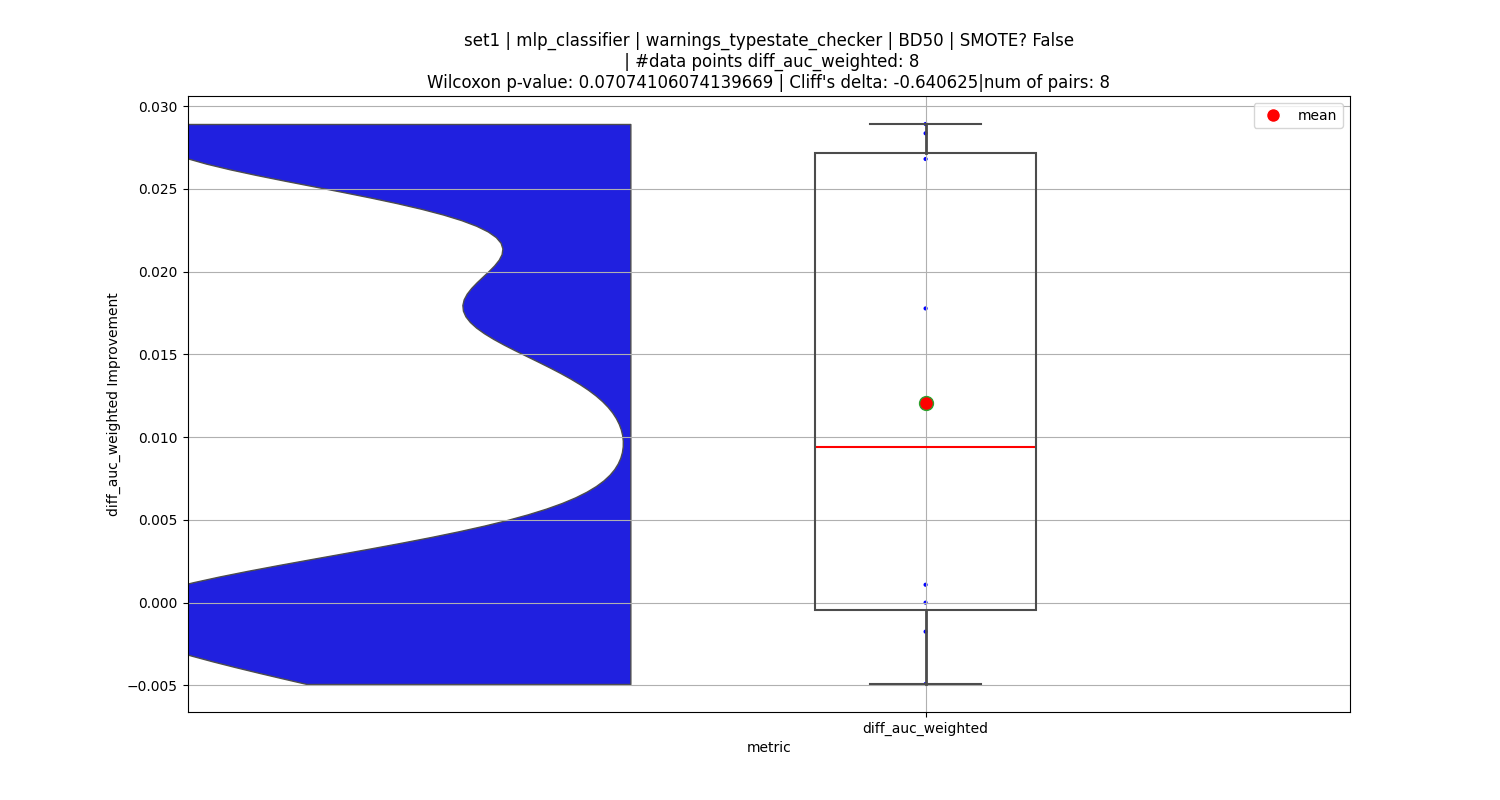 set1 | mlp_classifier | warnings_typestate_checker | BD50 | SMOTE? False
| #data points diff_auc_weighted: 8
Wilcoxon p-value: 0.07074106074139669 | Cliff's delta: -0.640625|num of pairs: 8
mean
0.030
0.025
0.020
0.015
0.010
0.005
0.000
−0.005
diff_auc_weighted Improvement
diff_auc_weighted
metric